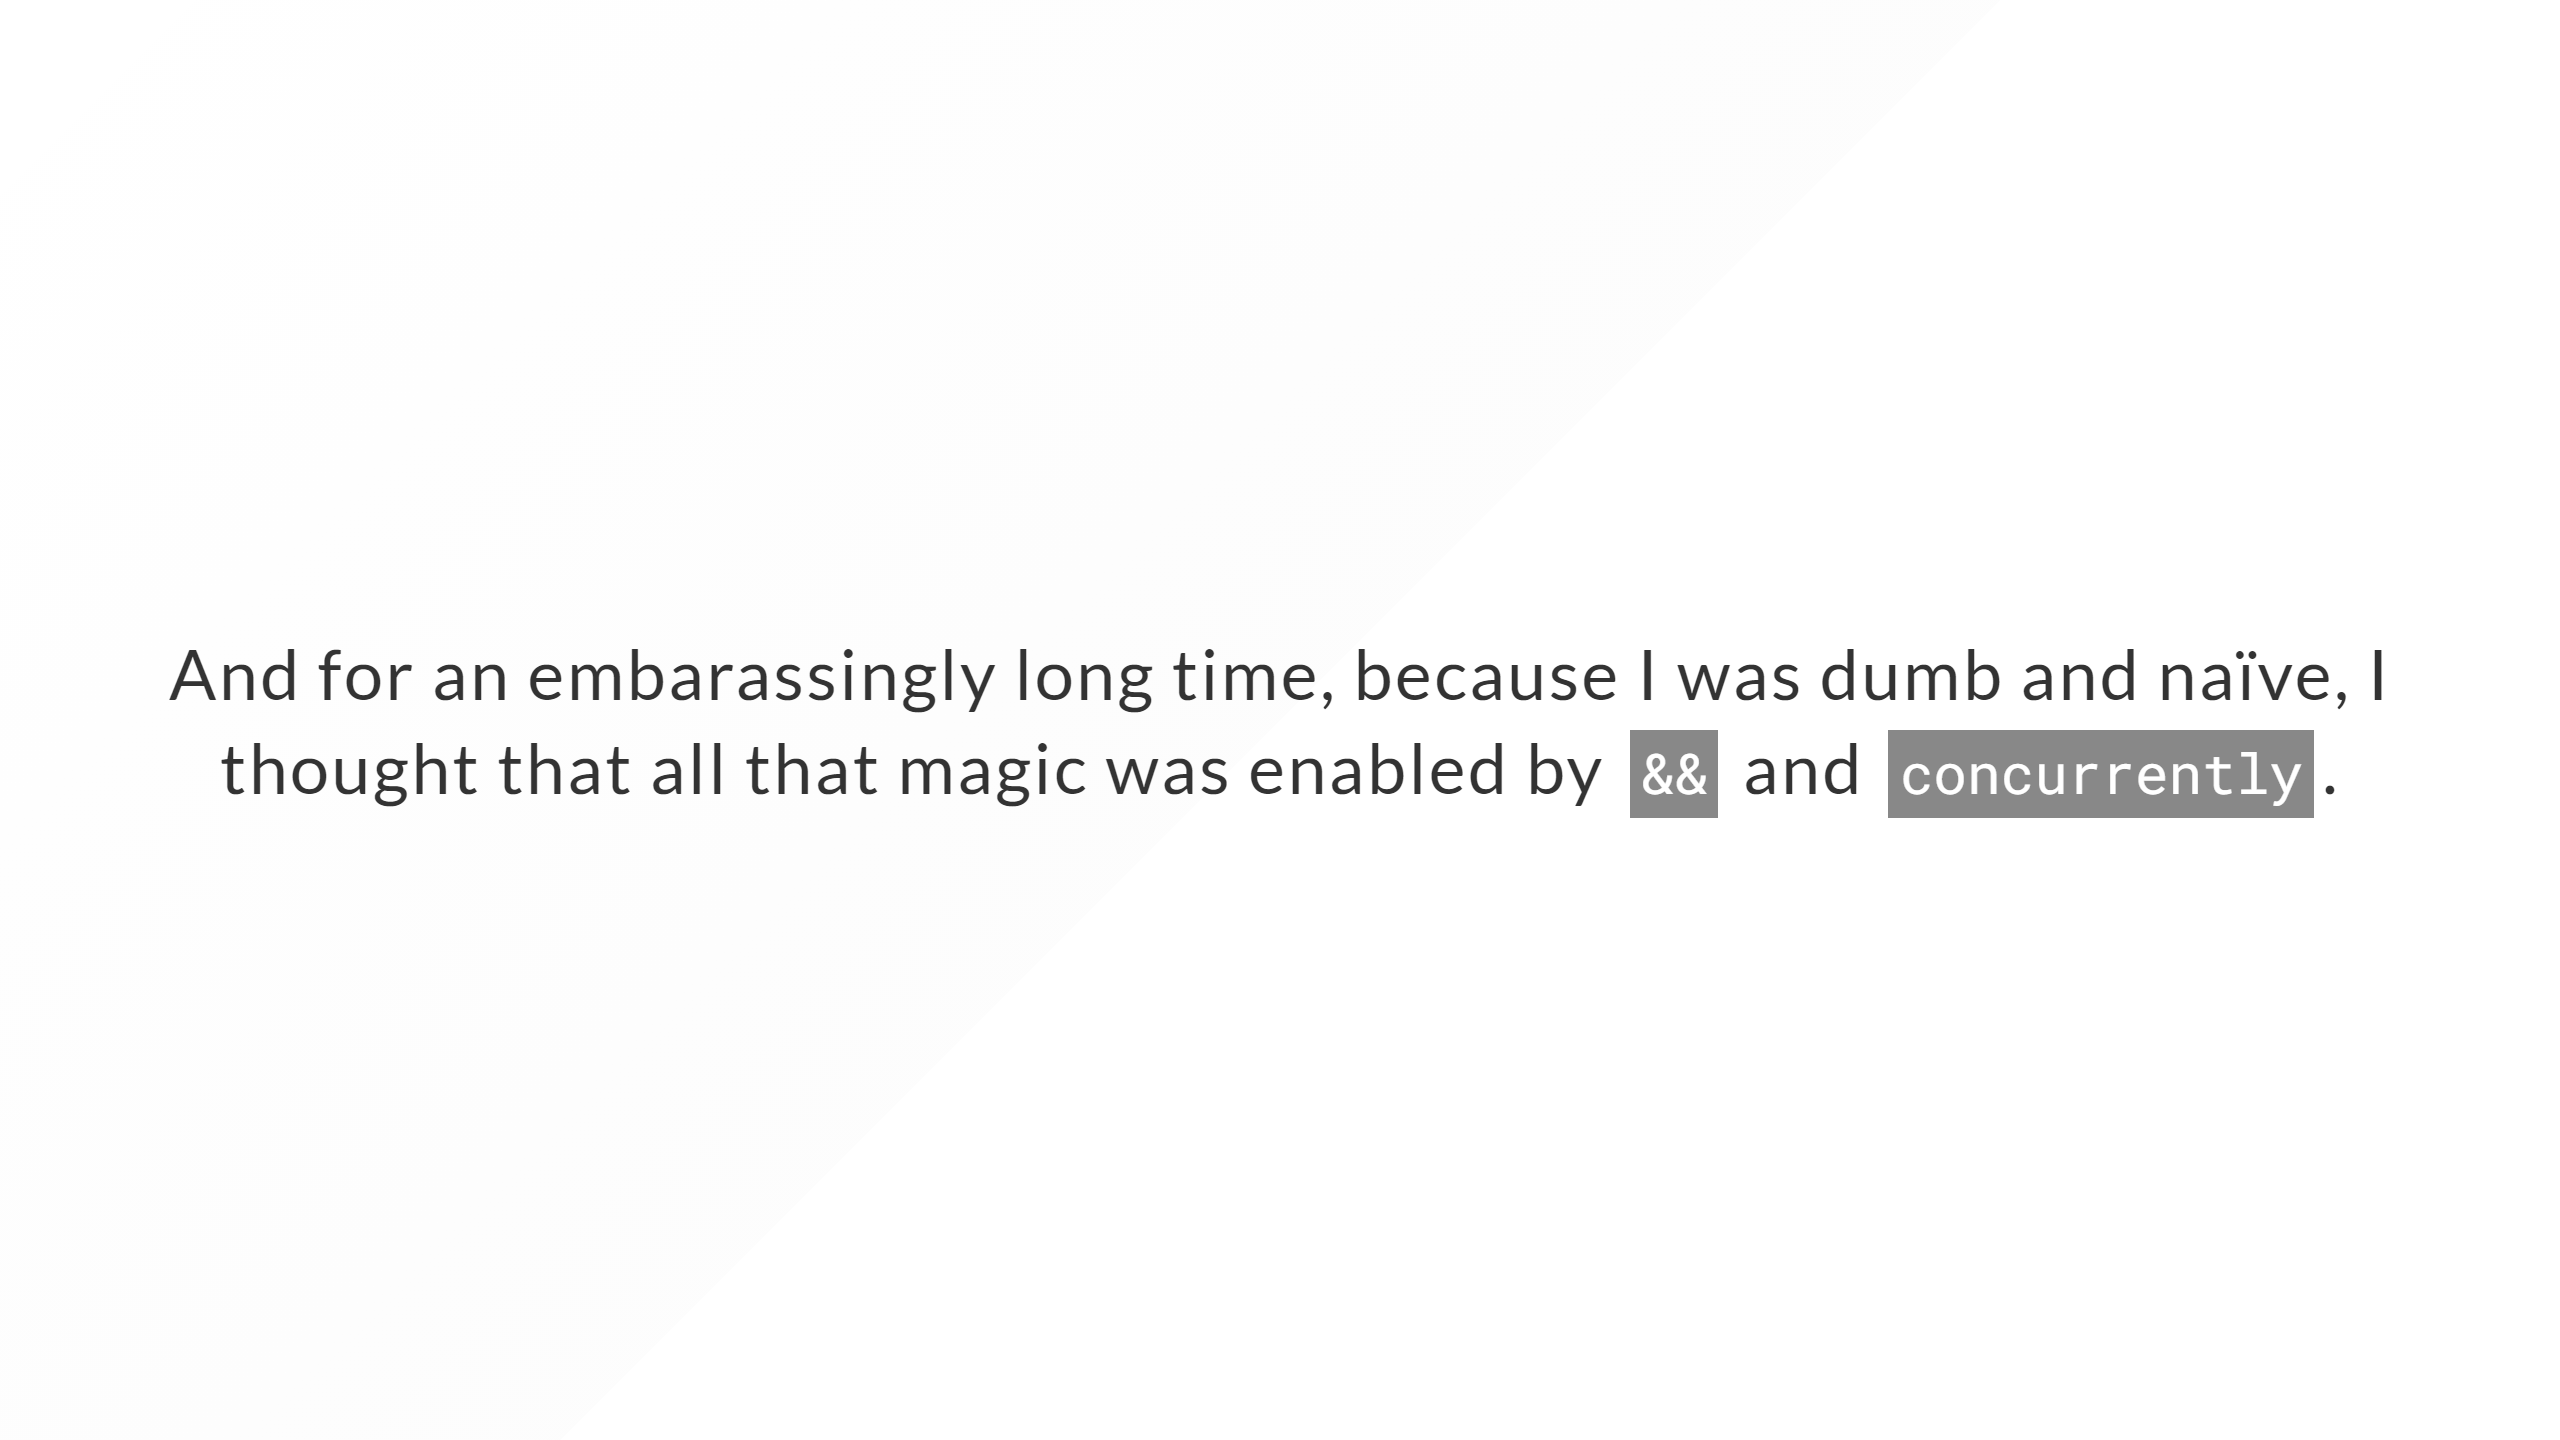 And for an embarassingly long time, because I was dumb and naïve, I
thought that all that magic was enabled by && and concurrently.